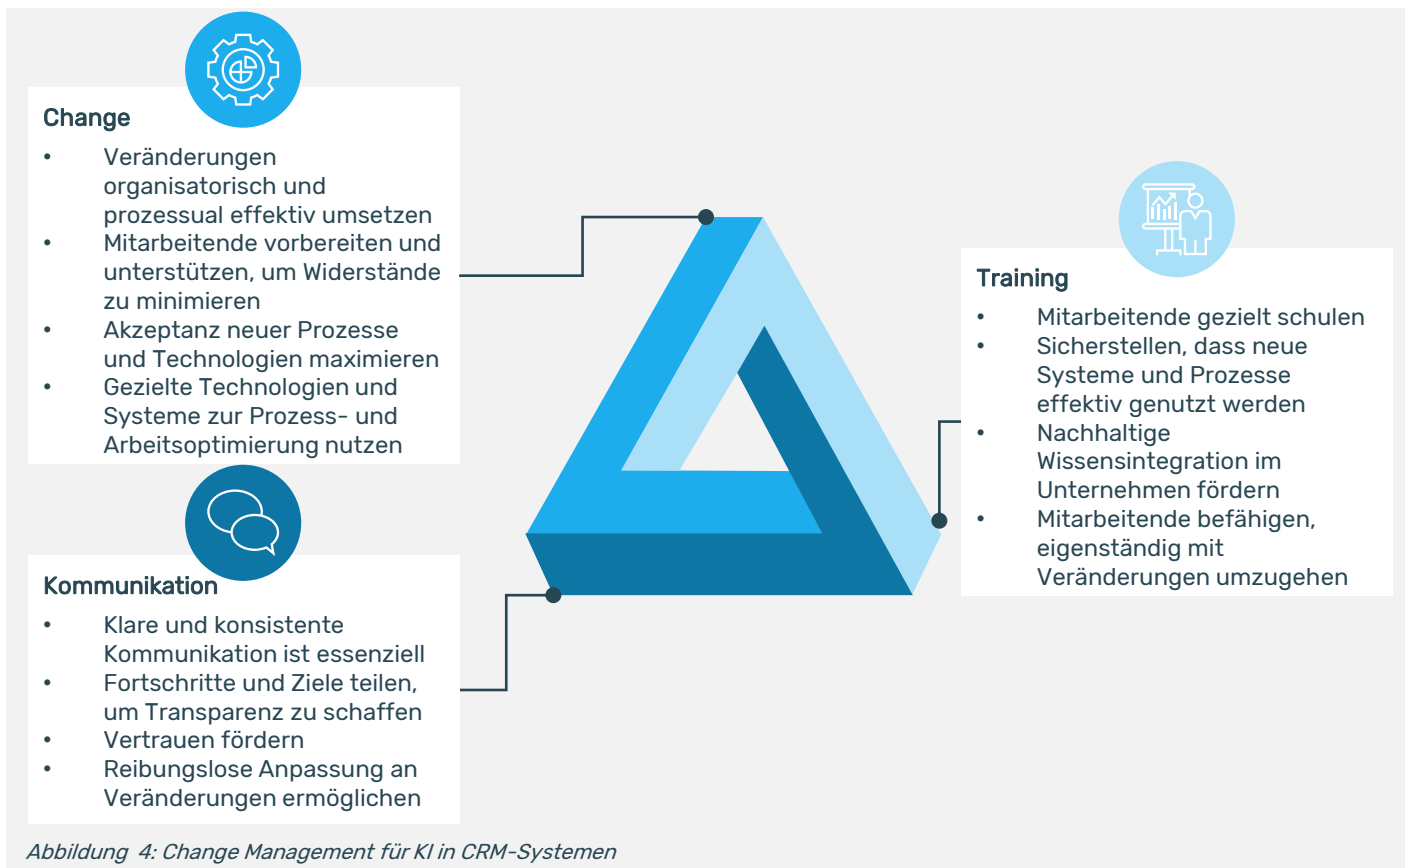 Change
• Veränderungen
organisatorisch und
prozessual effektiv umsetzen
• Mitarbeitende vorbereiten und
unterstützen, um Widerstände
zu minimieren
• Akzeptanz neuer Prozesse
und Technologien maximieren
• Gezielte Technologien und
Systeme zur Prozess- und
Arbeitsoptimierung nutzen
Kommunikation
• Klare und konsistente
Kommunikation ist essenziell
• Fortschritte und Ziele teilen,
um Transparenz zu schaffen
• Vertrauen fördern
• Reibungslose Anpassung an
Veränderungen ermöglichen
Training
• Mitarbeitende gezielt schulen
• Sicherstellen, dass neue
Systeme und Prozesse
effektiv genutzt werden
• Nachhaltige
Wissensintegration im
Unternehmen fördern
• Mitarbeitende befähigen,
eigenständig mit
Veränderungen umzugehen
Abbildung 4: Change Management für KI in CRM-Systemen